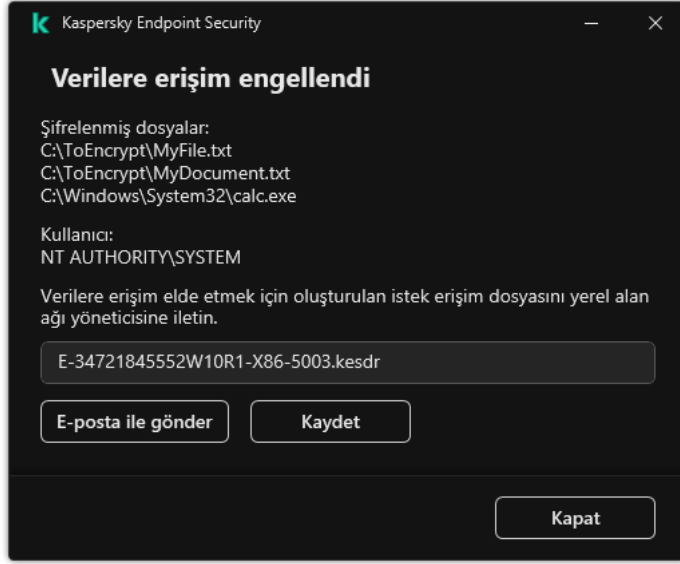 Kaspersky Endpoint Security
Verilere erişim engellendi
Şifrelenmiş dosyalar:
C:\ToEncrypt\MyFile.txt
C:\ToEncrypt\MyDocument.txt
C:\Windows\System32\calc.exe
Kullanıcı:
NT AUTHORITY\SYSTEM
Verilere erişim elde etmek için oluşturulan istek erişim dosyasını yerel alan
ağı yöneticisine iletin.
E-34721845552W10R1-X86-5003.kesdr
E-posta ile gönder
Kaydet
Kapat